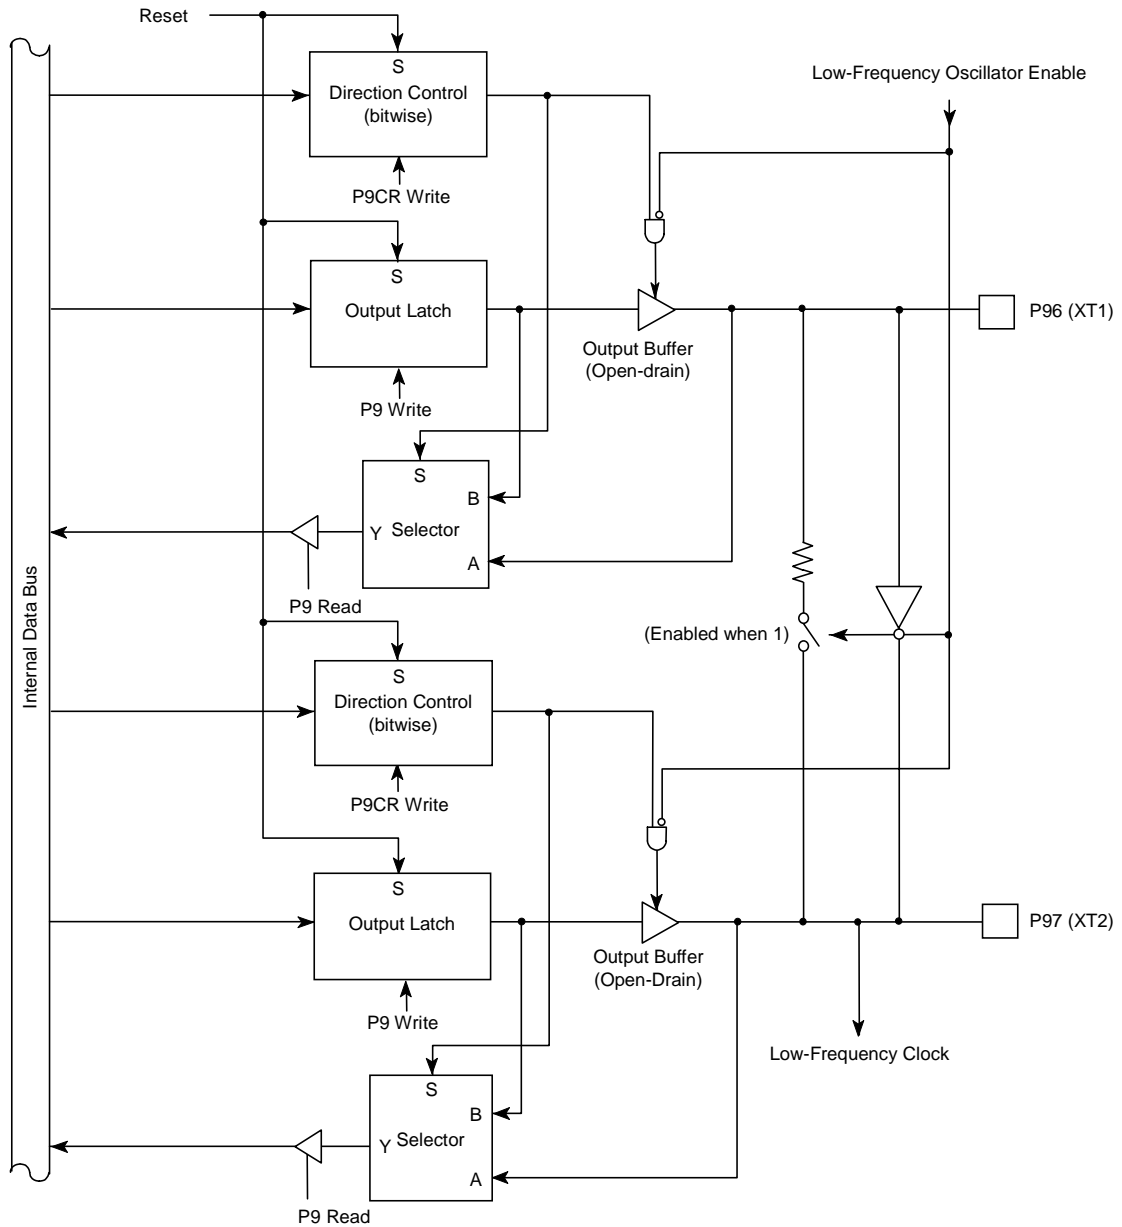 Reset
S
Direction Control
(bitwise)
P9CR Write
Low-Frequency Oscillator Enable
S
Output Latch
P9 Write
Output Buffer
(Open-drain)
P96 (XT1)
S
B
Y Selector
A
P9 Read
(Enabled when 1)
Internal Data Bus
S
Direction Control
(bitwise)
P9CR Write
S
Output Latch
P9 Write
Output Buffer
(Open-Drain)
P97 (XT2)
Low-Frequency Clock
S
B
Y Selector
A
P9 Read